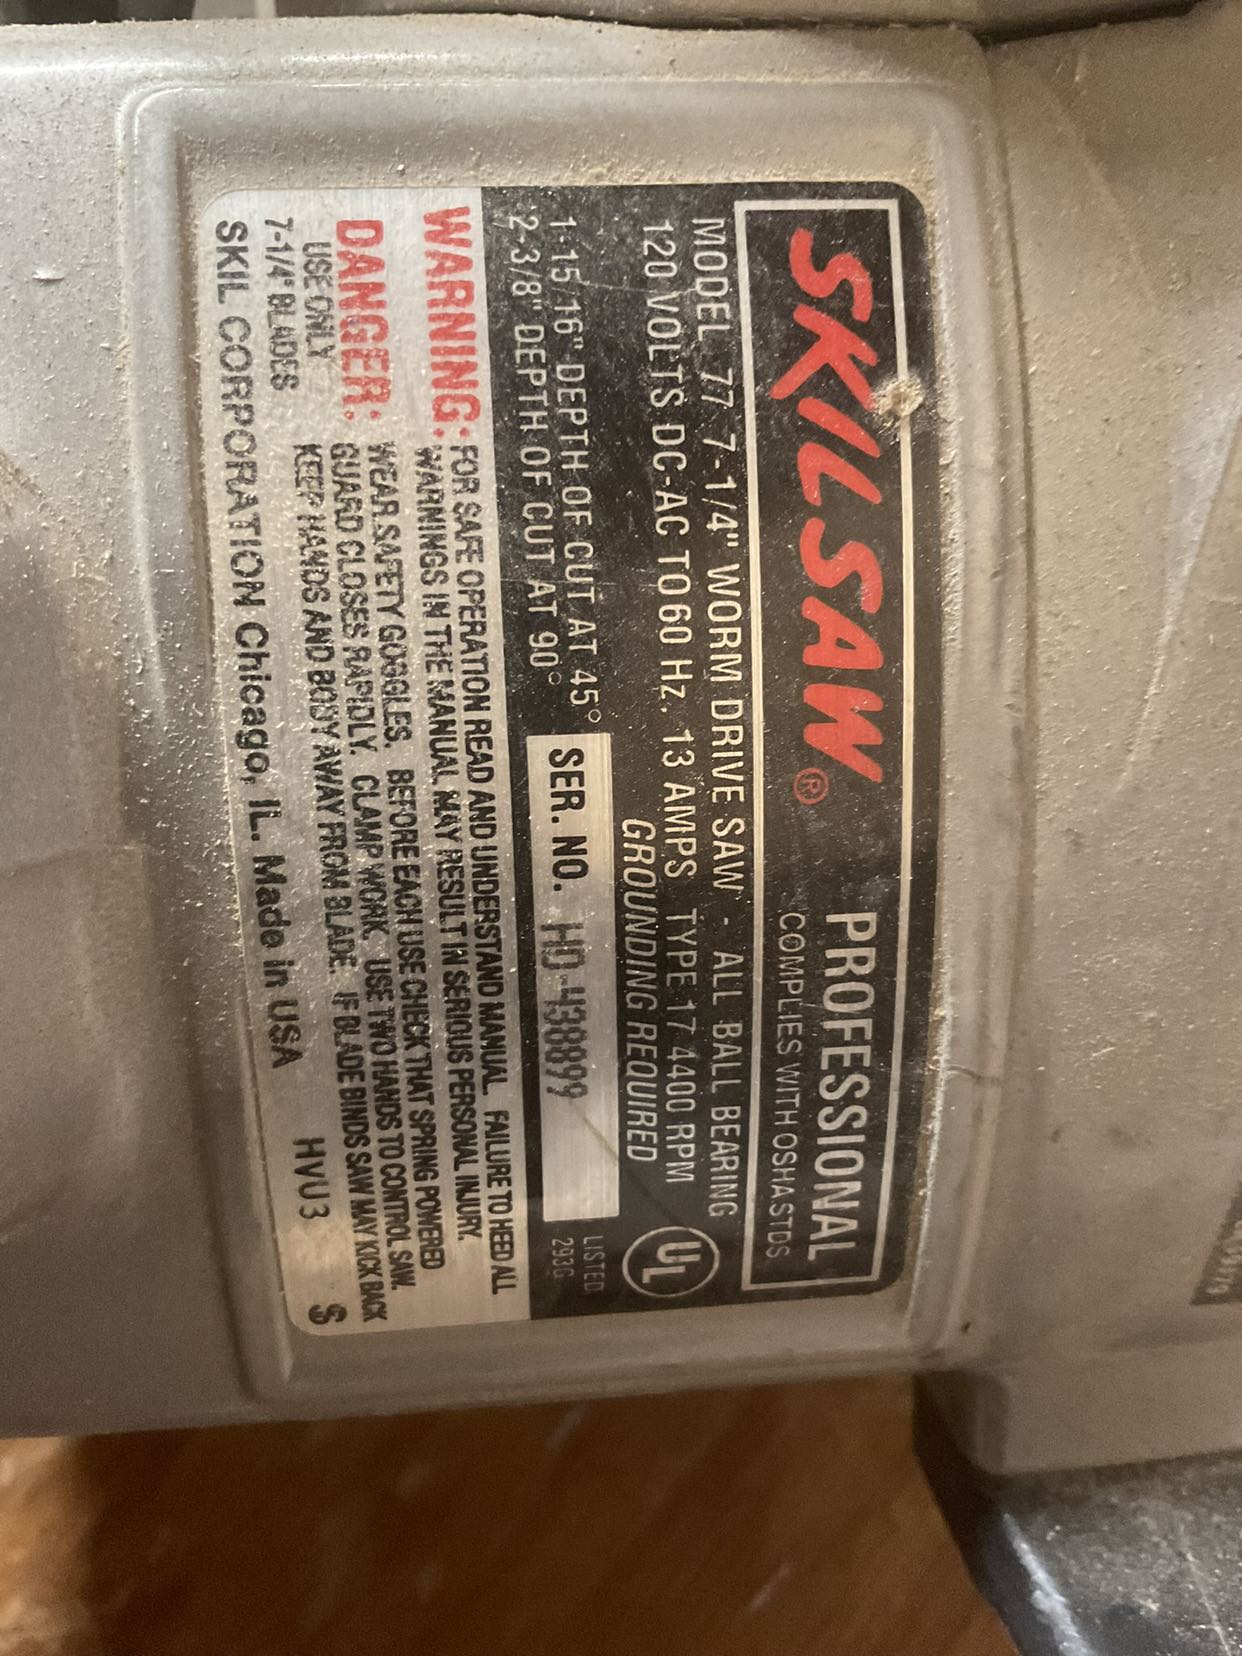 SKILSAW®
PROFESSIONAL
COMPLIES WITH OSHA.STDS
MODEL 77 7-1/4" WORM DRIVE SAW - ALL BALL BEARING
120 VOLTS DC-AC TO 60 Hz. 13 AMPS TYPE 17 4400 RPM
GROUNDING REQUIRED
UL
LISTED
293G
1-15 16" DEPTH OF CUT AT 45°
2-3/8" DEPTH OF CUT AT 90°
SER. NO. HD-438899
WARNING: FOR SAFE OPERATION READ AND UNDERSTAND MANUAL. FAILURE TO HEED ALL
WARNINGS IN THE MANUAL MAY RESULT IN SERIOUS PERSONAL INJURY.
DANGER: WEAR SAFETY GOGGLES. BEFORE EACH USE CHECK THAT SPRING POWERED
GUARD CLOSES RAPIDLY. CLAMP WORK. USE TWO HANDS TO CONTROL SAW.
KEEP HANDS AND BODY AWAY FROM BLADE. IF BLADE BINDS SAW MAY KICK BACK
USE ONLY
7-1/4" BLADES
SKIL CORPORATION Chicago, IL. Made in USA
HVU3
S